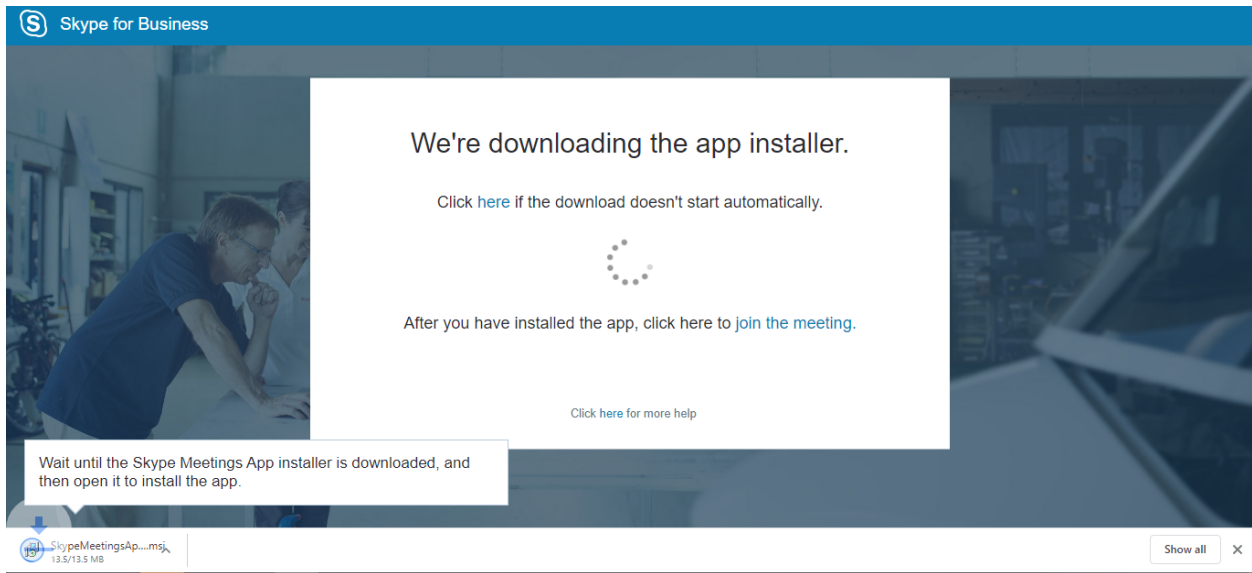 Skype for Business
We're downloading the app installer.
Click here if the download doesn't start automatically.
After you have installed the app, click here to join the meeting.
Click here for more help
Wait until the Skype Meetings App installer is downloaded, and
then open it to install the app.
SkypeMeetingsAp....msi
13.5/13.5 MB
Show all